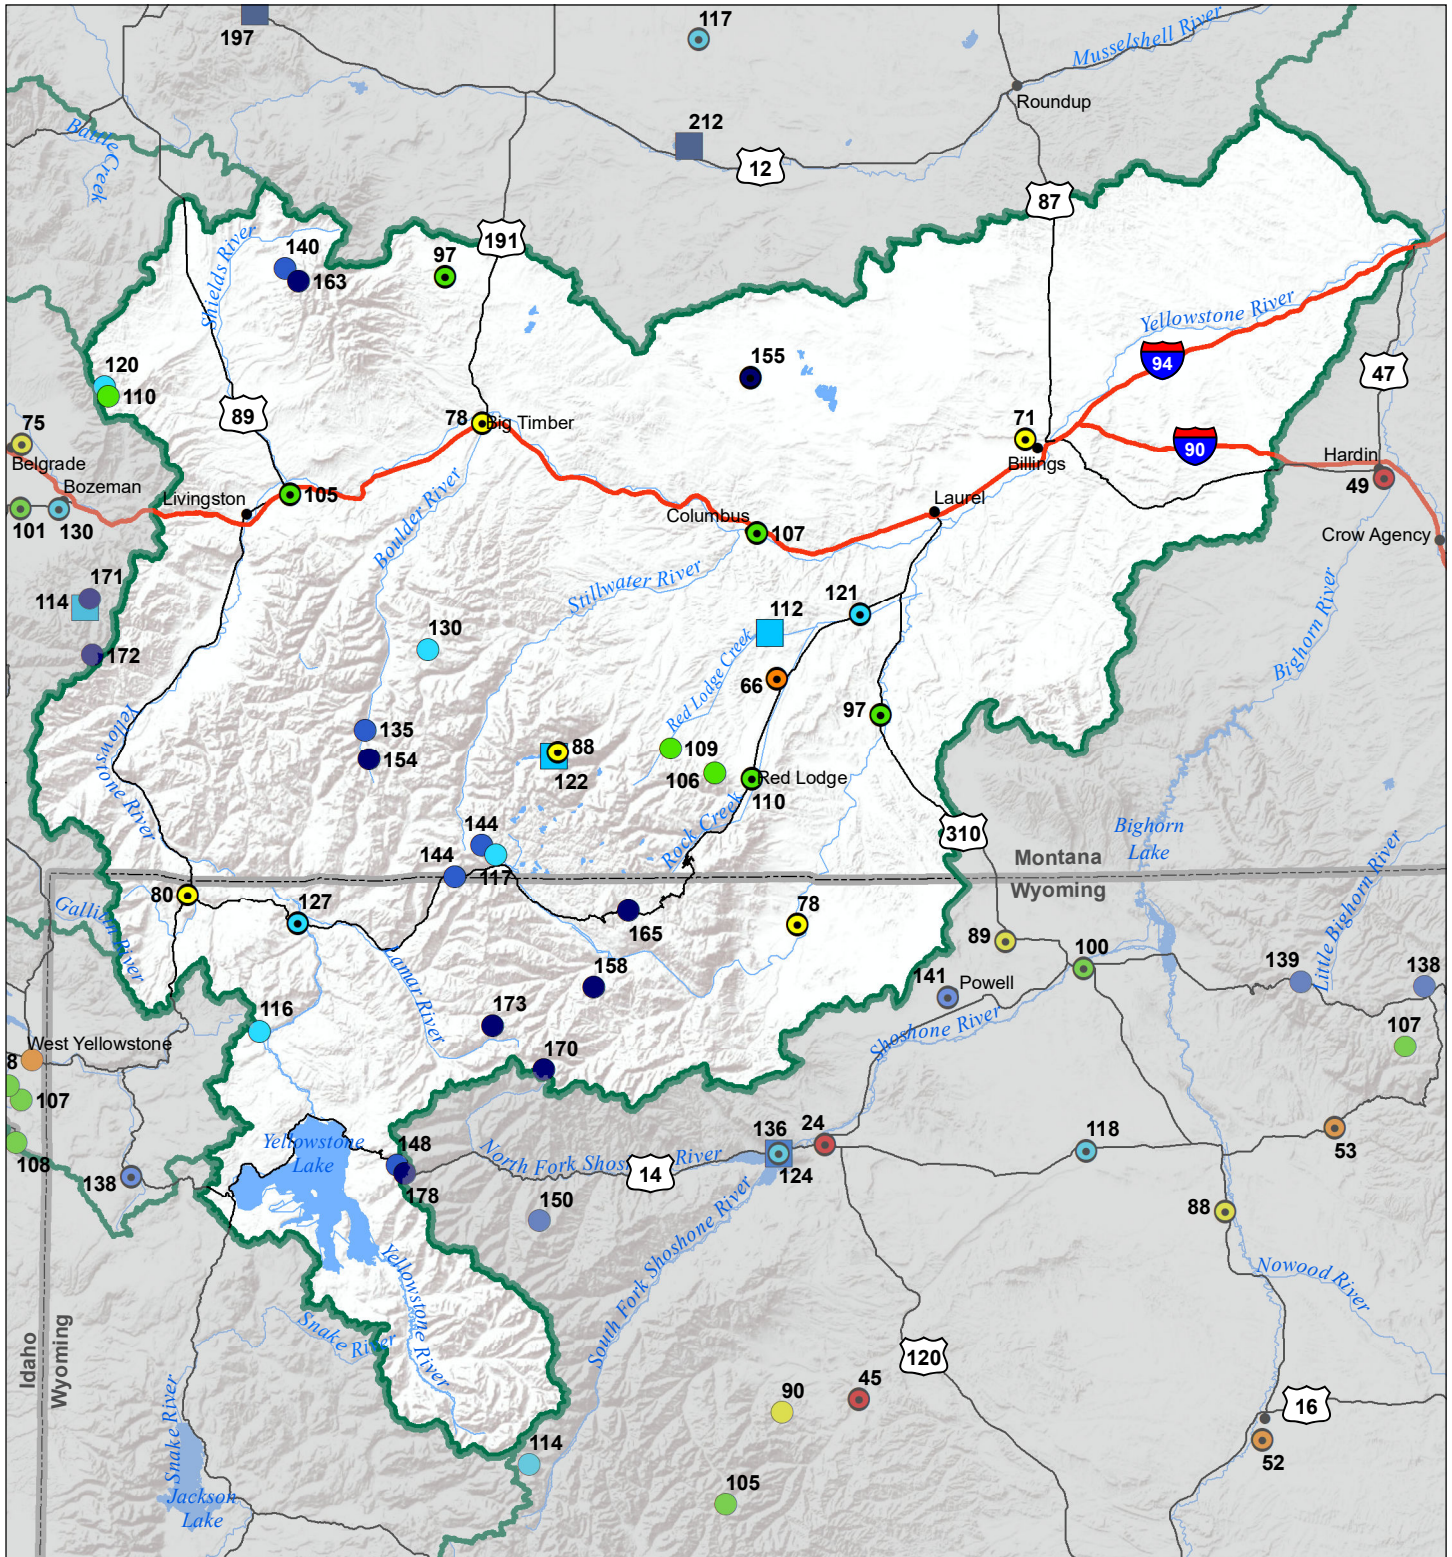 117
197
Musselshell River
Roundup
212
12
Battle Creek
87
191
Shields River
140
163
97
Yellowstone River
94
155
120
110
47
89
75
78
Big Timber
71
90
Belgrade
Billings
Hardin
49
Bozeman
Livingston
105
Laurel
101
130
Columbus
107
Crow Agency
Boulder River
Stillwater River
171
114
112
121
Bighorn River
130
172
Red Lodge Creek
66
97
Yellowstone River
135
154
88
122
109
106
Red Lodge
110
310
Bighorn Lake
Rock Creek
144
144
117
Montana
Wyoming
Little Bighorn River
80
Gallatin River
127
165
78
89
100
Lamar River
158
141
Powell
139
138
173
Shoshone River
116
West Yellowstone
170
107
8
107
108
Yellowstone Lake
148
178
138
North Fork Shoshone River
14
136
124
24
118
53
150
88
South Fork Shoshone River
Yellowstone River
Nowood River
Snake River
Idaho
Wyoming
120
45
90
16
Snake River
52
114
105
Jackson Lake